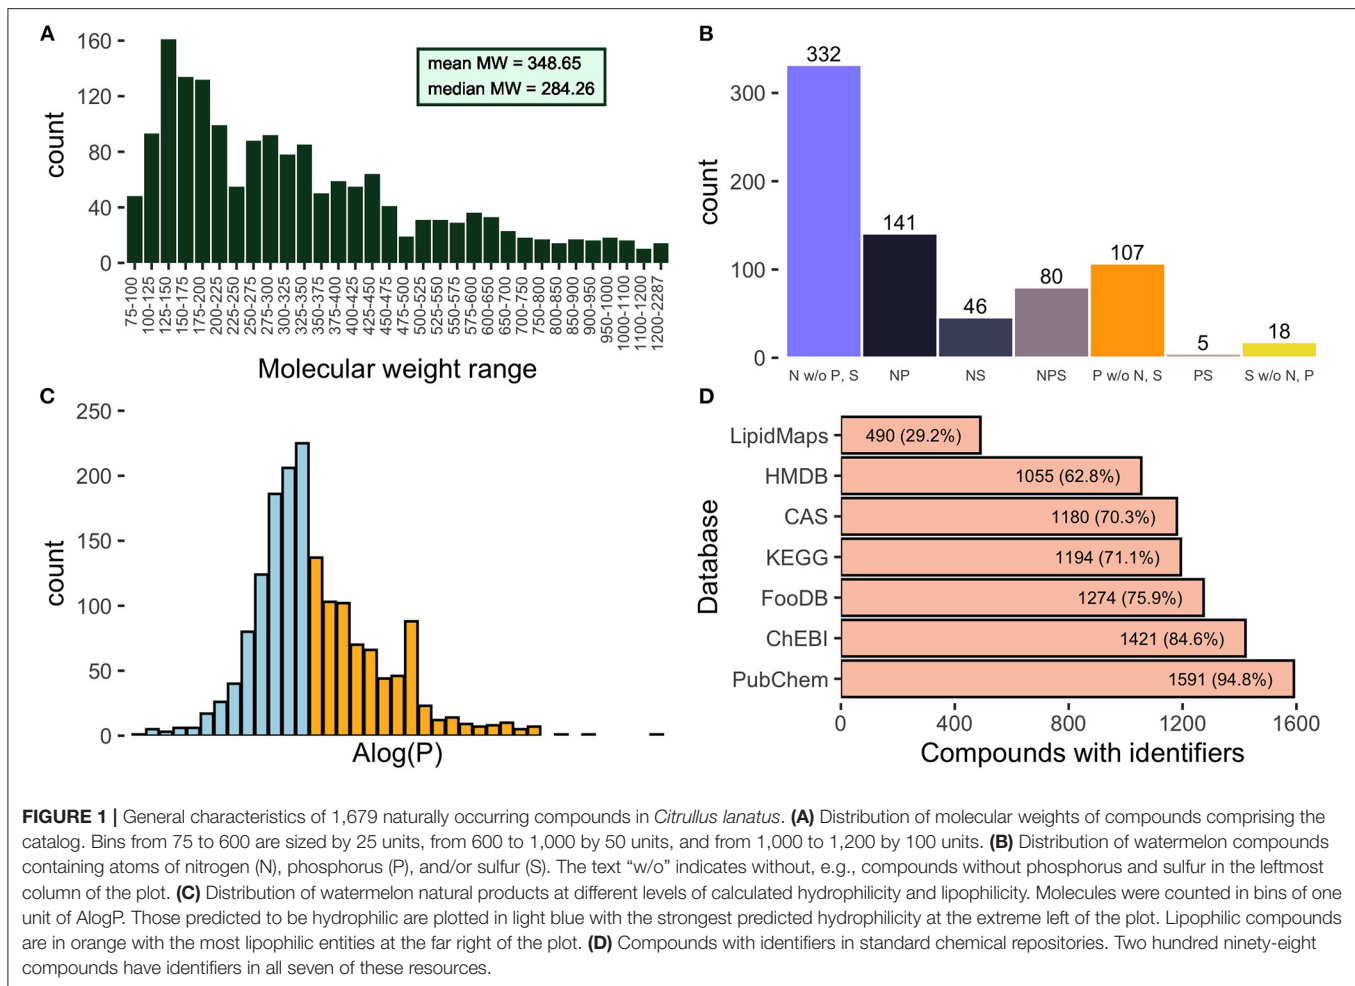 A
160
120
80
40
0
count
mean MW = 348.65
median MW = 284.26
75-100
100-125
125-150
150-175
175-200
200-225
225-250
250-275
275-300
300-325
325-350
350-375
375-400
400-425
425-450
450-475
475-500
500-525
525-550
550-575
575-600
600-650
650-700
700-750
750-800
800-850
850-900
900-950
950-1000
1000-1100
1100-1200
1200-2287
Molecular weight range
B
300
200
100
0
count
332
141
46
80
107
5
18
N w/o P, S
NP
NS
NPS
P w/o N, S
PS
S w/o N, P
C
250
200
150
100
50
0
count
Alog(P)
D
Database
LipidMaps
490 (29.2%)
HMDB
1055 (62.8%)
CAS
1180 (70.3%)
KEGG
1194 (71.1%)
FooDB
1274 (75.9%)
ChEBI
1421 (84.6%)
PubChem
1591 (94.8%)
0
400
800
1200
1600
Compounds with identifiers
FIGURE 1 | General characteristics of 1,679 naturally occurring compounds in Citrullus lanatus. (A) Distribution of molecular weights of compounds comprising the
catalog. Bins from 75 to 600 are sized by 25 units, from 600 to 1,000 by 50 units, and from 1,000 to 1,200 by 100 units. (B) Distribution of watermelon compounds
containing atoms of nitrogen (N), phosphorus (P), and/or sulfur (S). The text “w/o” indicates without, e.g., compounds without phosphorus and sulfur in the leftmost
column of the plot. (C) Distribution of watermelon natural products at different levels of calculated hydrophilicity and lipophilicity. Molecules were counted in bins of one
unit of AlogP. Those predicted to be hydrophilic are plotted in light blue with the strongest predicted hydrophilicity at the extreme left of the plot. Lipophilic compounds
are in orange with the most lipophilic entities at the far right of the plot. (D) Compounds with identifiers in standard chemical repositories. Two hundred ninety-eight
compounds have identifiers in all seven of these resources.